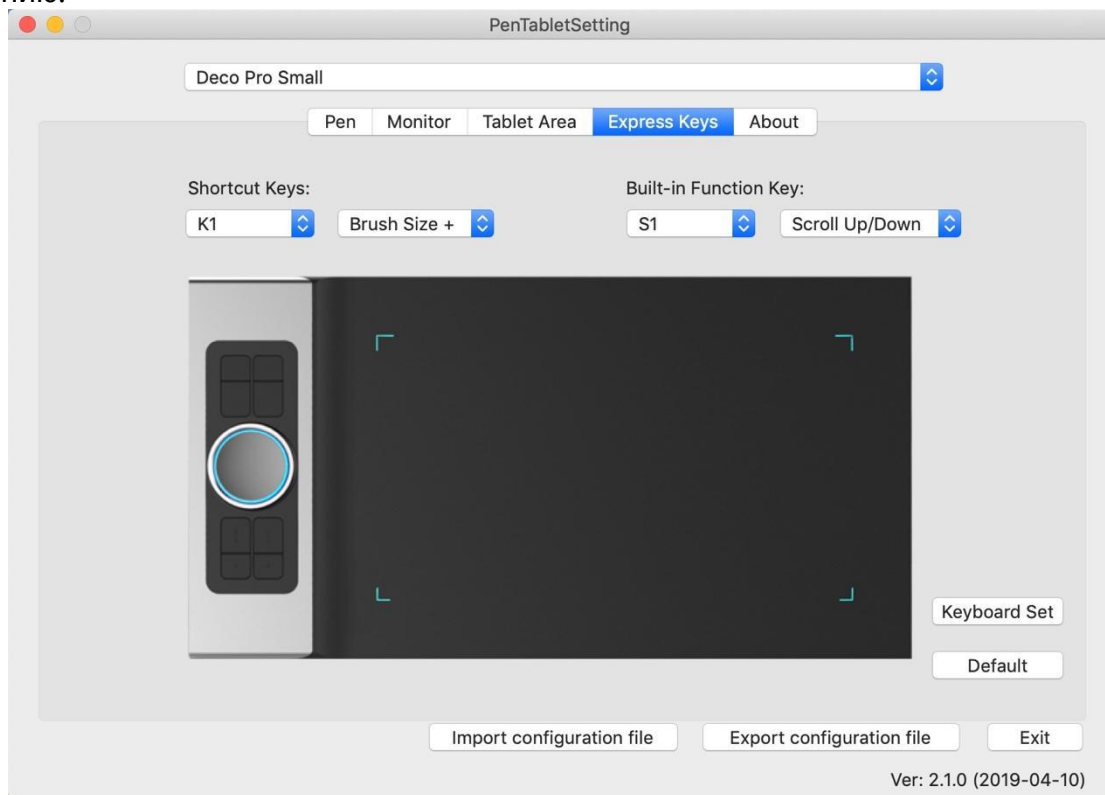 PenTabletSetting
Deco Pro Small
Pen Monitor Tablet Area Express Keys About
Shortcut Keys: Built-in Function Key:
K1 Brush Size + S1 Scroll Up/Down
Keyboard Set
Default
Import configuration file Export configuration file Exit
Ver: 2.1.0 (2019-04-10)